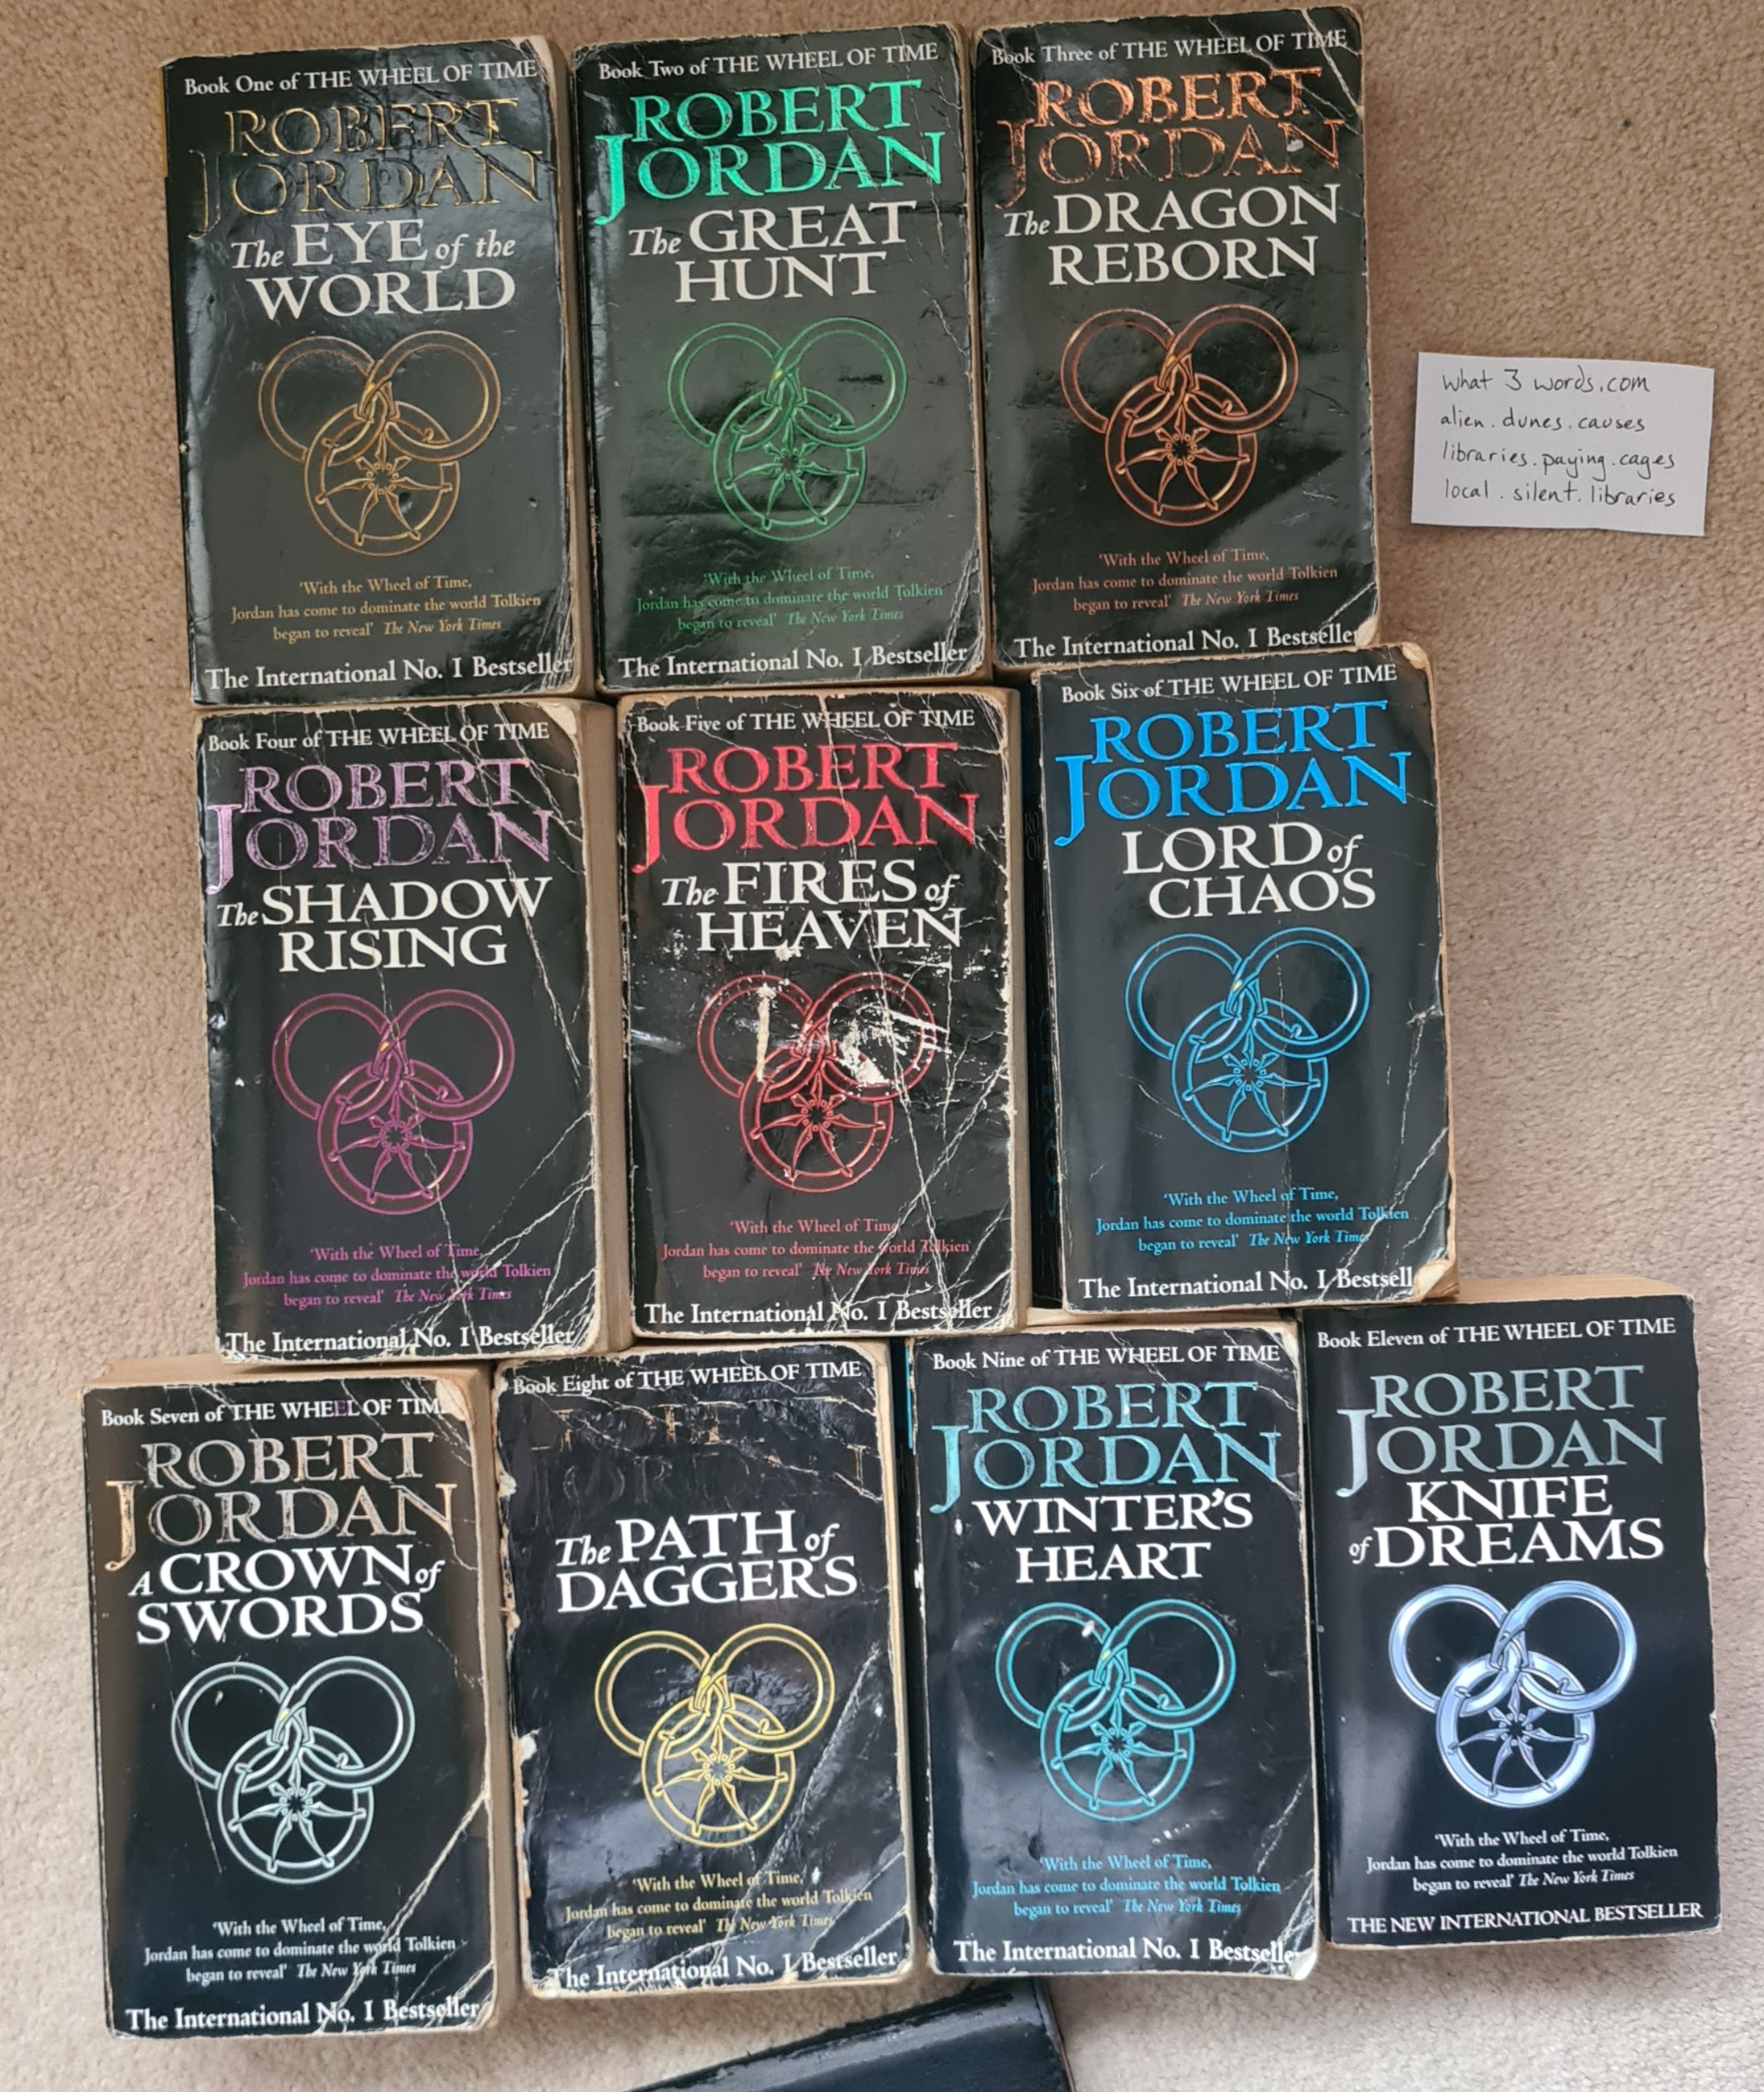 Book One of THE WHEEL OF TIME
ROBERT
JORDAN
The EYE of the
WORLD
'With the Wheel of Time,
Jordan has come to dominate the world Tolkien
began to reveal' The New York Times
The International No. 1 Bestseller
Book Two of THE WHEEL OF TIME
ROBERT
JORDAN
The GREAT
HUNT
'With the Wheel of Time,
Jordan has come to dominate the world Tolkien
began to reveal' The New York Times
The International No. 1 Bestseller
Book Three of THE WHEEL OF TIME
ROBERT
JORDAN
The DRAGON
REBORN
'With the Wheel of Time,
Jordan has come to dominate the world Tolkien
began to reveal' The New York Times
The International No. 1 Bestseller
what 3 words.com
alien.dunes.causes
libraries.paying.cages
local.silent.libraries
Book Four of THE WHEEL OF TIME
ROBERT
JORDAN
The SHADOW
RISING
'With the Wheel of Time,
Jordan has come to dominate the world Tolkien
began to reveal' The New York Times
The International No. 1 Bestseller
Book Five of THE WHEEL OF TIME
ROBERT
JORDAN
The FIRES of
HEAVEN
'With the Wheel of Time
Jordan has come to dominate the world Tolkien
began to reveal' The New York Times
The International No. 1 Bestseller
Book Six of THE WHEEL OF TIME
ROBERT
JORDAN
LORD of
CHAOS
'With the Wheel of Time,
Jordan has come to dominate the world Tolkien
began to reveal' The New York Times
The International No. 1 Bestsell
Book Seven of THE WHEEL OF TIM
ROBERT
JORDAN
A CROWN of
SWORDS
'With the Wheel of Time,
Jordan has come to dominate the world Tolkien
began to reveal' The New York Times
The International No. 1 Bestseller
Book Eight of THE WHEEL OF TIME
The PATH of
DAGGERS
'With the Wheel of Time,
Jordan has come to dominate the world Tolkien
began to reveal' The New York Times
The International No. 1 Bestseller
Book Nine of THE WHEEL OF TIME
ROBERT
JORDAN
WINTER'S
HEART
'With the Wheel of Time,
Jordan has come to dominate the world Tolkien
began to reveal' The New York Times
The International No. 1 Bestselle
Book Eleven of THE WHEEL OF TIME
ROBERT
JORDAN
KNIFE
of DREAMS
'With the Wheel of Time,
Jordan has come to dominate the world Tolkien
began to reveal' The New York Times
THE NEW INTERNATIONAL BESTSELLER